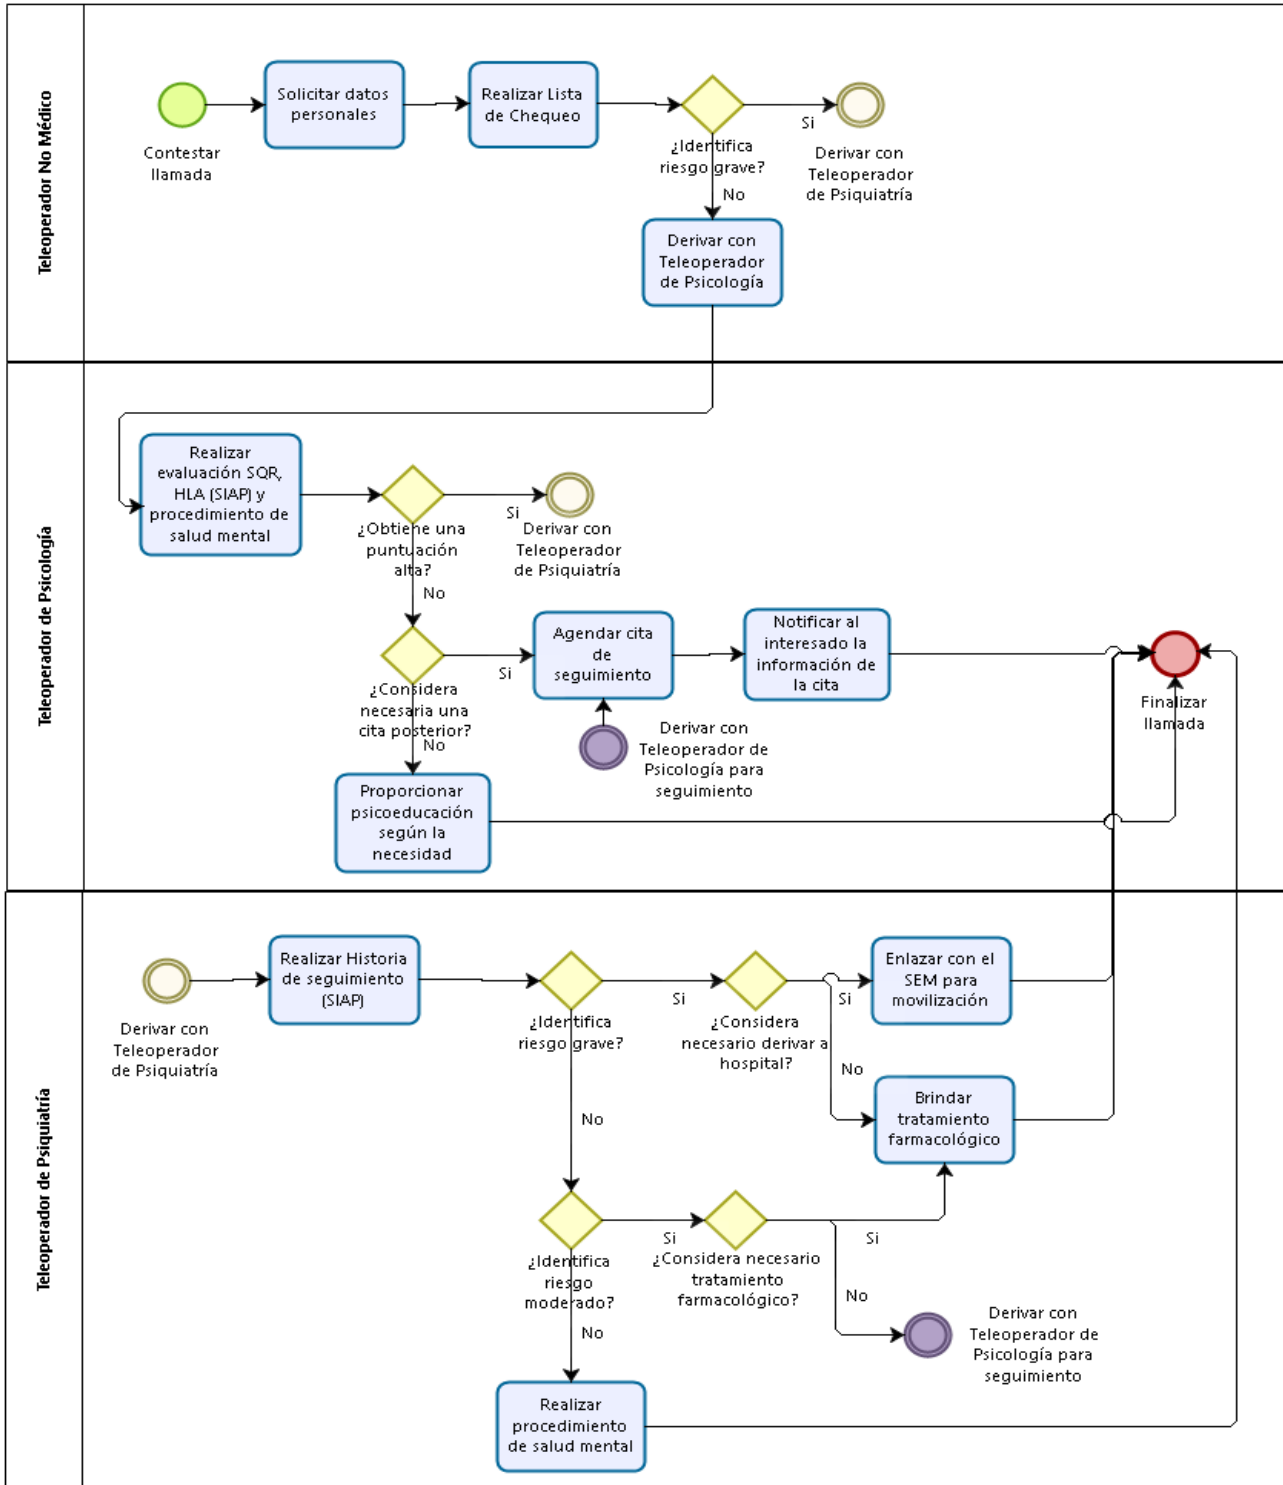 Teleoperador No Médico
Contestar
llamada
Solicitar datos
personales
Realizar Lista
de Chequeo
¿Identifica
riesgo grave?
Si
Derivar con
Teleoperador
de Psiquiatría
No
Derivar con
Teleoperador
de Psicología
Teleoperador de Psicología
Realizar
evaluación SQR,
HLA (SIAP) y
procedimiento de
salud mental
¿Obtiene una
puntuación
alta?
Si
Derivar con
Teleoperador
de Psiquiatría
No
¿Considera
necesaria una
cita posterior?
Si
Agendar cita
de
seguimiento
Notificar al
interesado la
información de
la cita
Finalizar
llamada
Derivar con
Teleoperador de
Psicología para
seguimiento
No
Proporcionar
psicoeducación
según la
necesidad
Teleoperador de Psiquiatría
Derivar con
Teleoperador
de Psiquiatría
Realizar Historia
de seguimiento
(SIAP)
¿Identifica
riesgo grave?
Si
¿Considera
necesario derivar a
hospital?
Si
Enlazar con el
SEM para
movilización
No
Brindar
tratamiento
farmacológico
No
¿Identifica
riesgo
moderado?
Si
¿Considera necesario
tratamiento
farmacológico?
Si
No
Derivar con
Teleoperador de
Psicología para
seguimiento
No
Realizar
procedimiento
de salud mental